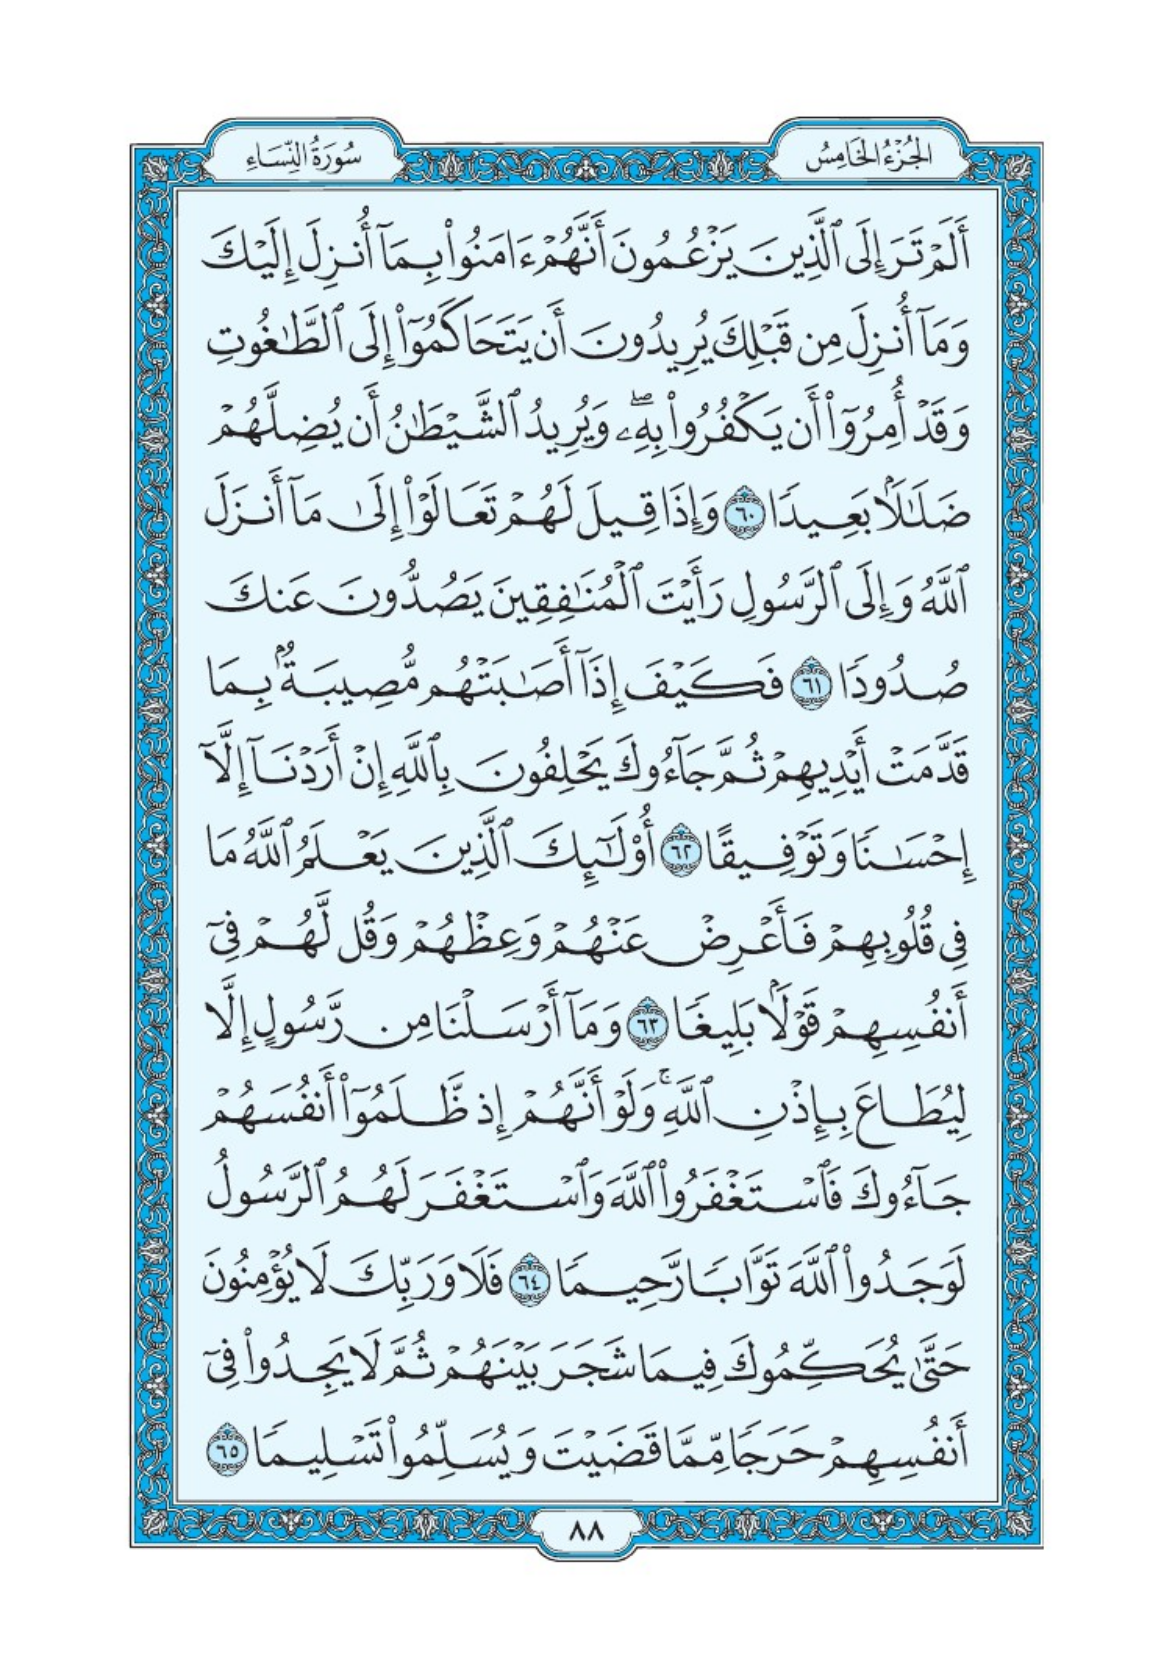 الجُزْءُ الخَامِسُ
سُورَةُ النِّسَاءِ
أَلَمْ تَرَ إِلَى ٱلَّذِينَ يَزْعُمُونَ أَنَّهُمْ ءَامَنُوا۟ بِمَآ أُنزِلَ إِلَيْكَ
وَمَآ أُنزِلَ مِن قَبْلِكَ يُرِيدُونَ أَن يَتَحَاكَمُوٓا۟ إِلَى ٱلطَّـٰغُوتِ
وَقَدْ أُمِرُوٓا۟ أَن يَكْفُرُوا۟ بِهِۦۖ وَيُرِيدُ ٱلشَّيْطَـٰنُ أَن يُضِلَّهُمْ
ضَلَـٰلًۢا بَعِيدًا ٦٠ وَإِذَا قِيلَ لَهُمْ تَعَالَوْا۟ إِلَىٰ مَآ أَنزَلَ
ٱللَّهُ وَإِلَى ٱلرَّسُولِ رَأَيْتَ ٱلْمُنَـٰفِقِينَ يَصُدُّونَ عَنكَ
صُدُودًا ٦١ فَكَيْفَ إِذَآ أَصَـٰبَتْهُم مُّصِيبَةٌۢ بِمَا
قَدَّمَتْ أَيْدِيهِمْ ثُمَّ جَآءُوكَ يَحْلِفُونَ بِٱللَّهِ إِنْ أَرَدْنَآ إِلَّآ
إِحْسَـٰنًا وَتَوْفِيقًا ٦٢ أُو۟لَـٰٓئِكَ ٱلَّذِينَ يَعْلَمُ ٱللَّهُ مَا
فِى قُلُوبِهِمْ فَأَعْرِضْ عَنْهُمْ وَعِظْهُمْ وَقُل لَّهُمْ فِىٓ
أَنفُسِهِمْ قَوْلًۢا بَلِيغًا ٦٣ وَمَآ أَرْسَلْنَا مِن رَّسُولٍ إِلَّا
لِيُطَاعَ بِإِذْنِ ٱللَّهِۚ وَلَوْ أَنَّهُمْ إِذ ظَّلَمُوٓا۟ أَنفُسَهُمْ
جَآءُوكَ فَٱسْتَغْفَرُوا۟ ٱللَّهَ وَٱسْتَغْفَرَ لَهُمُ ٱلرَّسُولُ
لَوَجَدُوا۟ ٱللَّهَ تَوَّابًا رَّحِيمًا ٦٤ فَلَا وَرَبِّكَ لَا يُؤْمِنُونَ
حَتَّىٰ يُحَكِّمُوكَ فِيمَا شَجَرَ بَيْنَهُمْ ثُمَّ لَا يَجِدُوا۟ فِىٓ
أَنفُسِهِمْ حَرَجًا مِّمَّا قَضَيْتَ وَيُسَلِّمُوا۟ تَسْلِيمًا ٦٥
٨٨